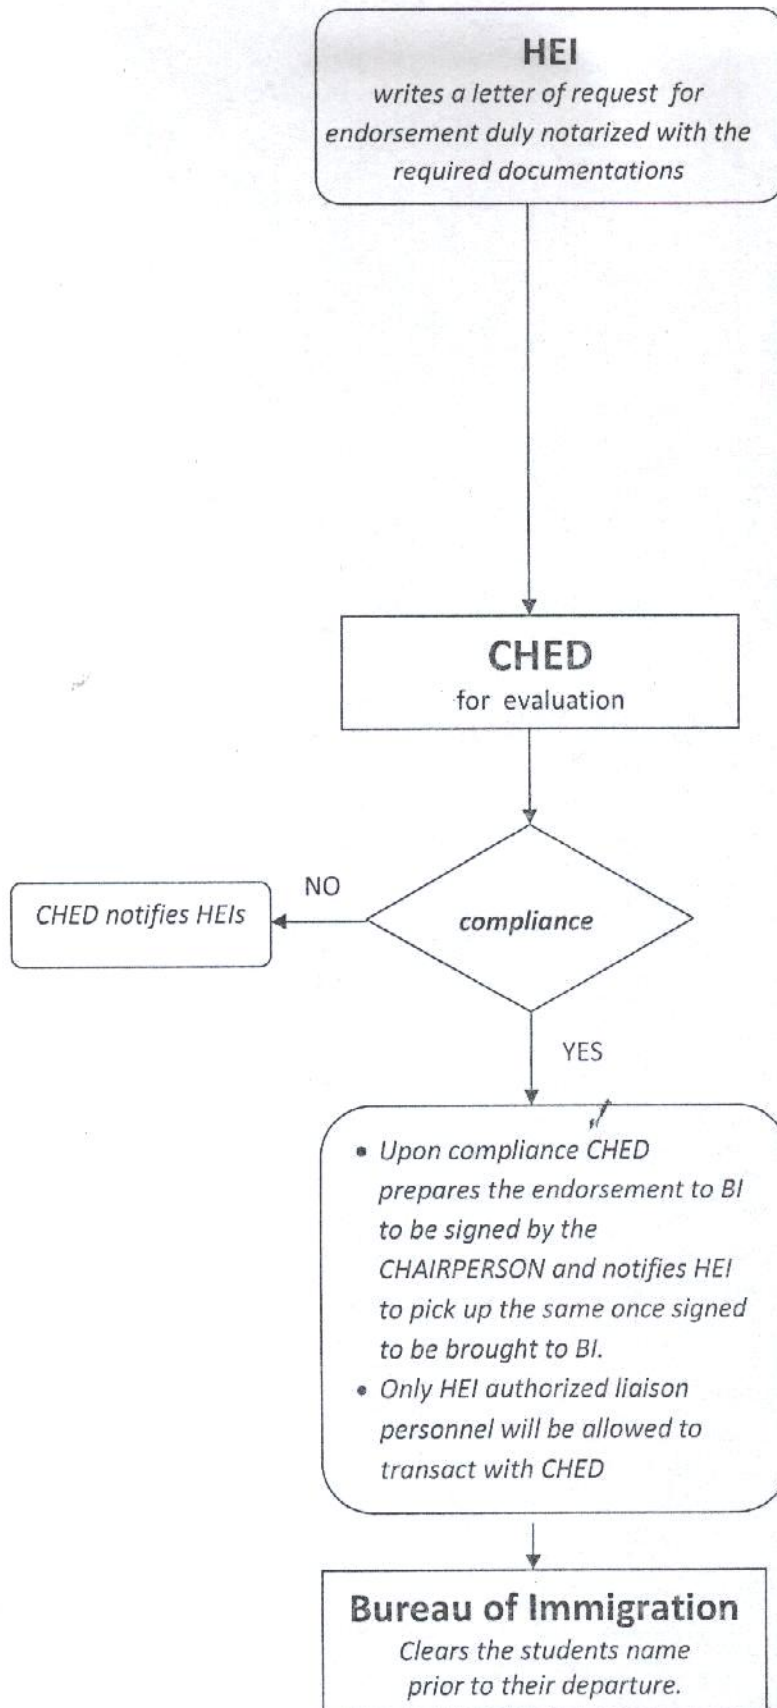 HEI
writes a letter of request for
endorsement duly notarized with the
required documentations
CHED
for evaluation
NO
CHED notifies HEIs
compliance
YES
• Upon compliance CHED
prepares the endorsement to BI
to be signed by the
CHAIRPERSON and notifies HEI
to pick up the same once signed
to be brought to BI.
• Only HEI authorized liaison
personnel will be allowed to
transact with CHED
Bureau of Immigration
Clears the students name
prior to their departure.